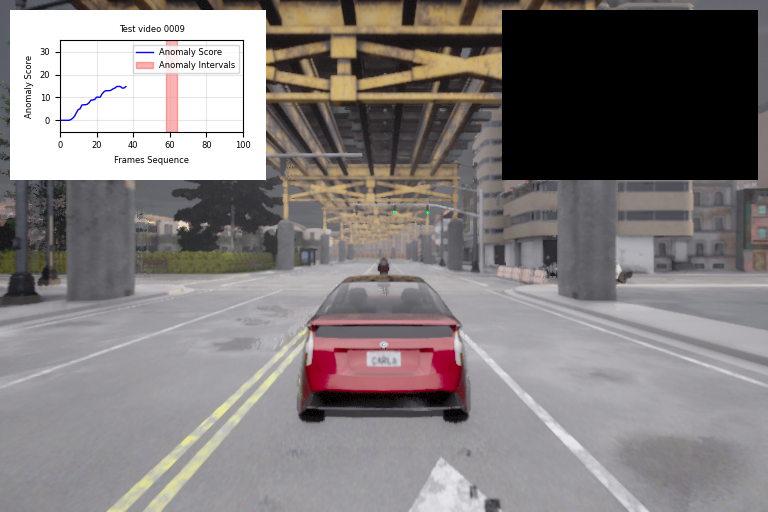 Test video 0009
Anomaly Score
Anomaly Intervals
30
20
10
0
Anomaly Score
0 20 40 60 80 100
Frames Sequence
CARLA